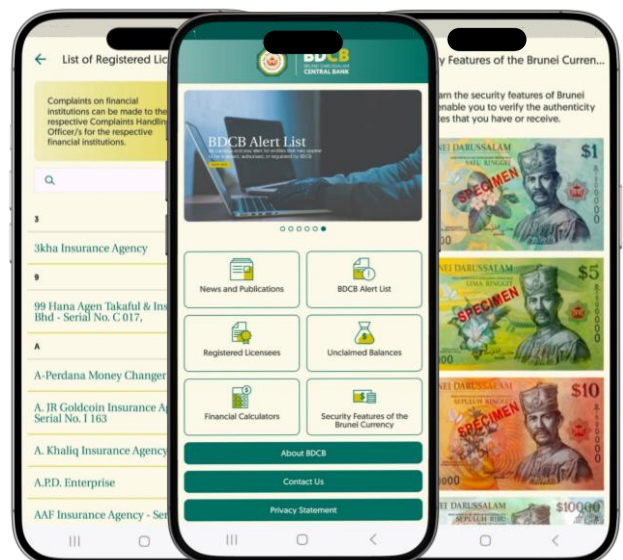 List of Registered Lic
Complaints on financial
institutions can be made to the
respective Complaints Handling
Officer/s for the respective
financial institutions.
3
3kha Insurance Agency
9
99 Hana Agen Takaful & Ins
Bhd - Serial No. C 017,
A
A-Perdana Money Changer
A. JR Goldcoin Insurance A
Serial No. I 163
A. Khaliq Insurance Agency
A.P.D. Enterprise
AAF Insurance Agency - Ser
BDCB
BRUNEI DARUSSALAM
CENTRAL BANK
BDCB Alert List
News and Publications
BDCB Alert List
Registered Licensees
Unclaimed Balances
Financial Calculators
Security Features of the
Brunei Currency
About BDCB
Contact Us
Privacy Statement
y Features of the Brunei Curren...
arn the security features of Brunei
enable you to verify the authenticity
es that you have or receive.
NEI DARUSSALAM
SATU RINGGIT
$1
SPECIMEN
NEI DARUSSALAM
LIMA RINGGIT
$5
SPECIMEN
NEI DARUSSALAM
SEPULUH RINGGIT
$10
SPECIMEN
EI DARUSSALAM
SEPULUH RIBU
$10000